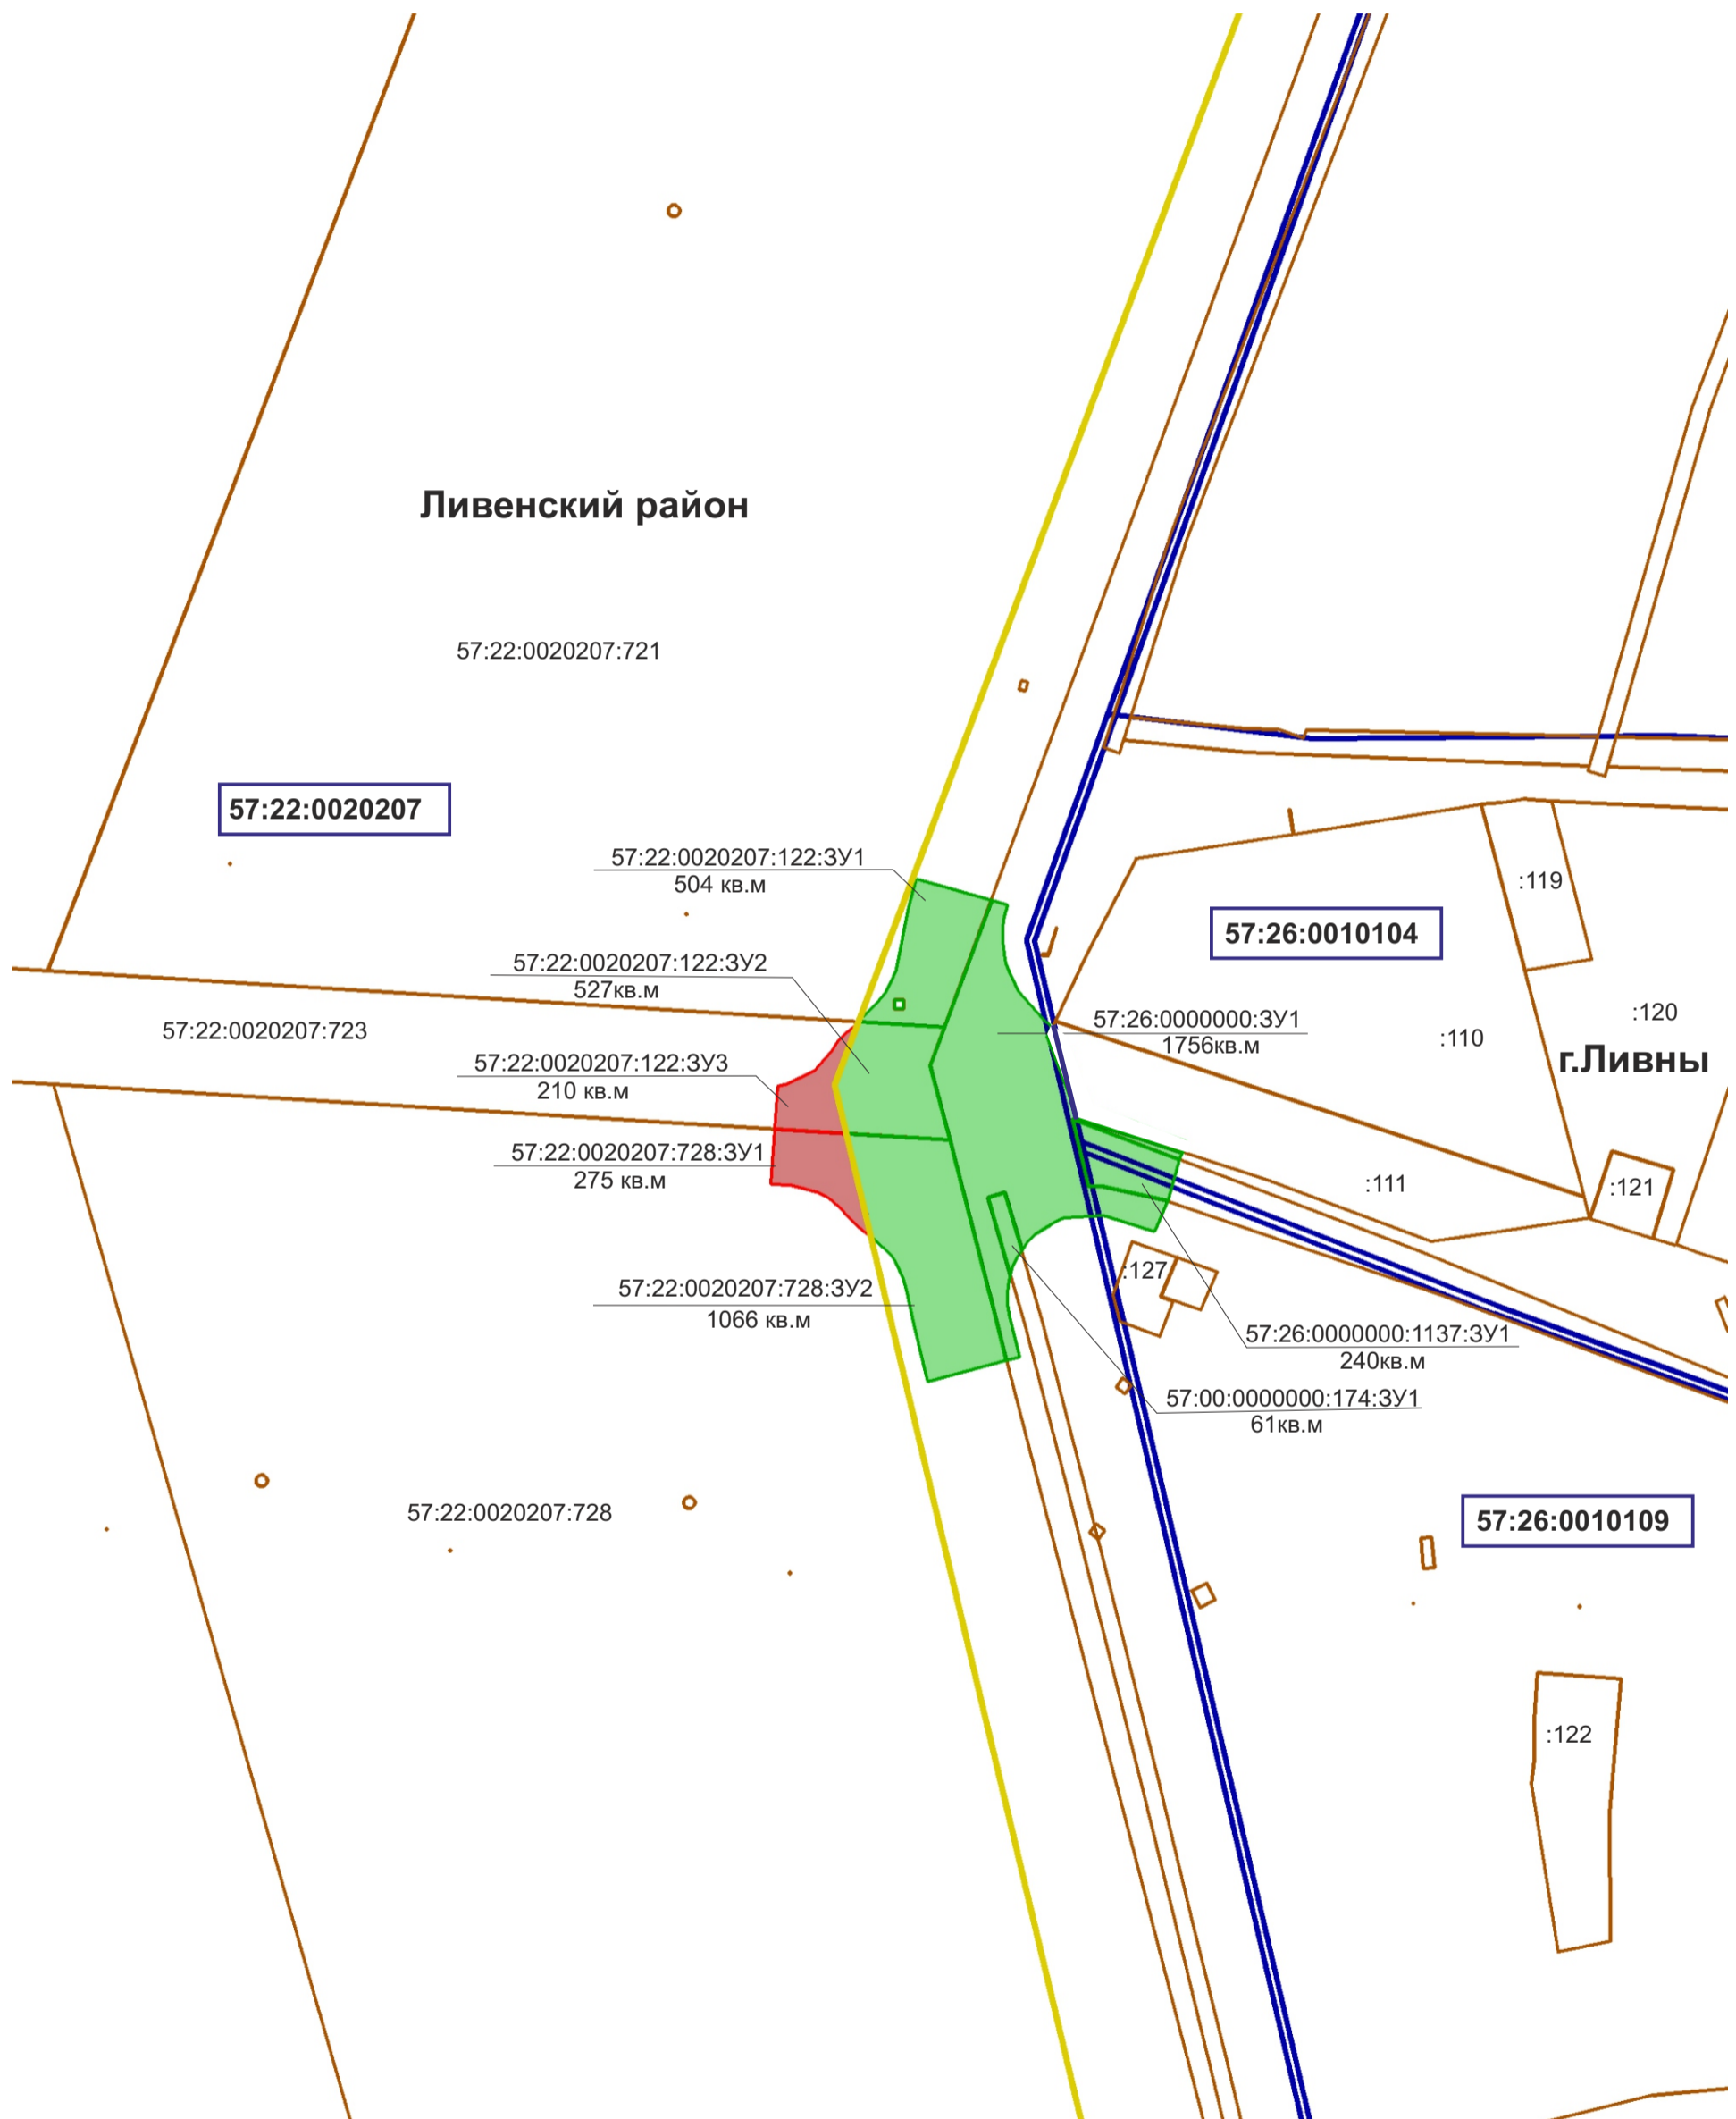 Ливенский район
57:22:0020207:721
57:22:0020207
57:22:0020207:122:ЗУ1
504 кв.м
:119
57:26:0010104
57:22:0020207:122:ЗУ2
527кв.м
57:22:0020207:723
57:26:0000000:ЗУ1
1756кв.м
:110
:120
г.Ливны
57:22:0020207:122:ЗУ3
210 кв.м
57:22:0020207:728:ЗУ1
275 кв.м
:111
:121
:127
57:22:0020207:728:ЗУ2
1066 кв.м
57:26:0000000:1137:ЗУ1
240кв.м
57:00:0000000:174:ЗУ1
61кв.м
57:22:0020207:728
57:26:0010109
:122